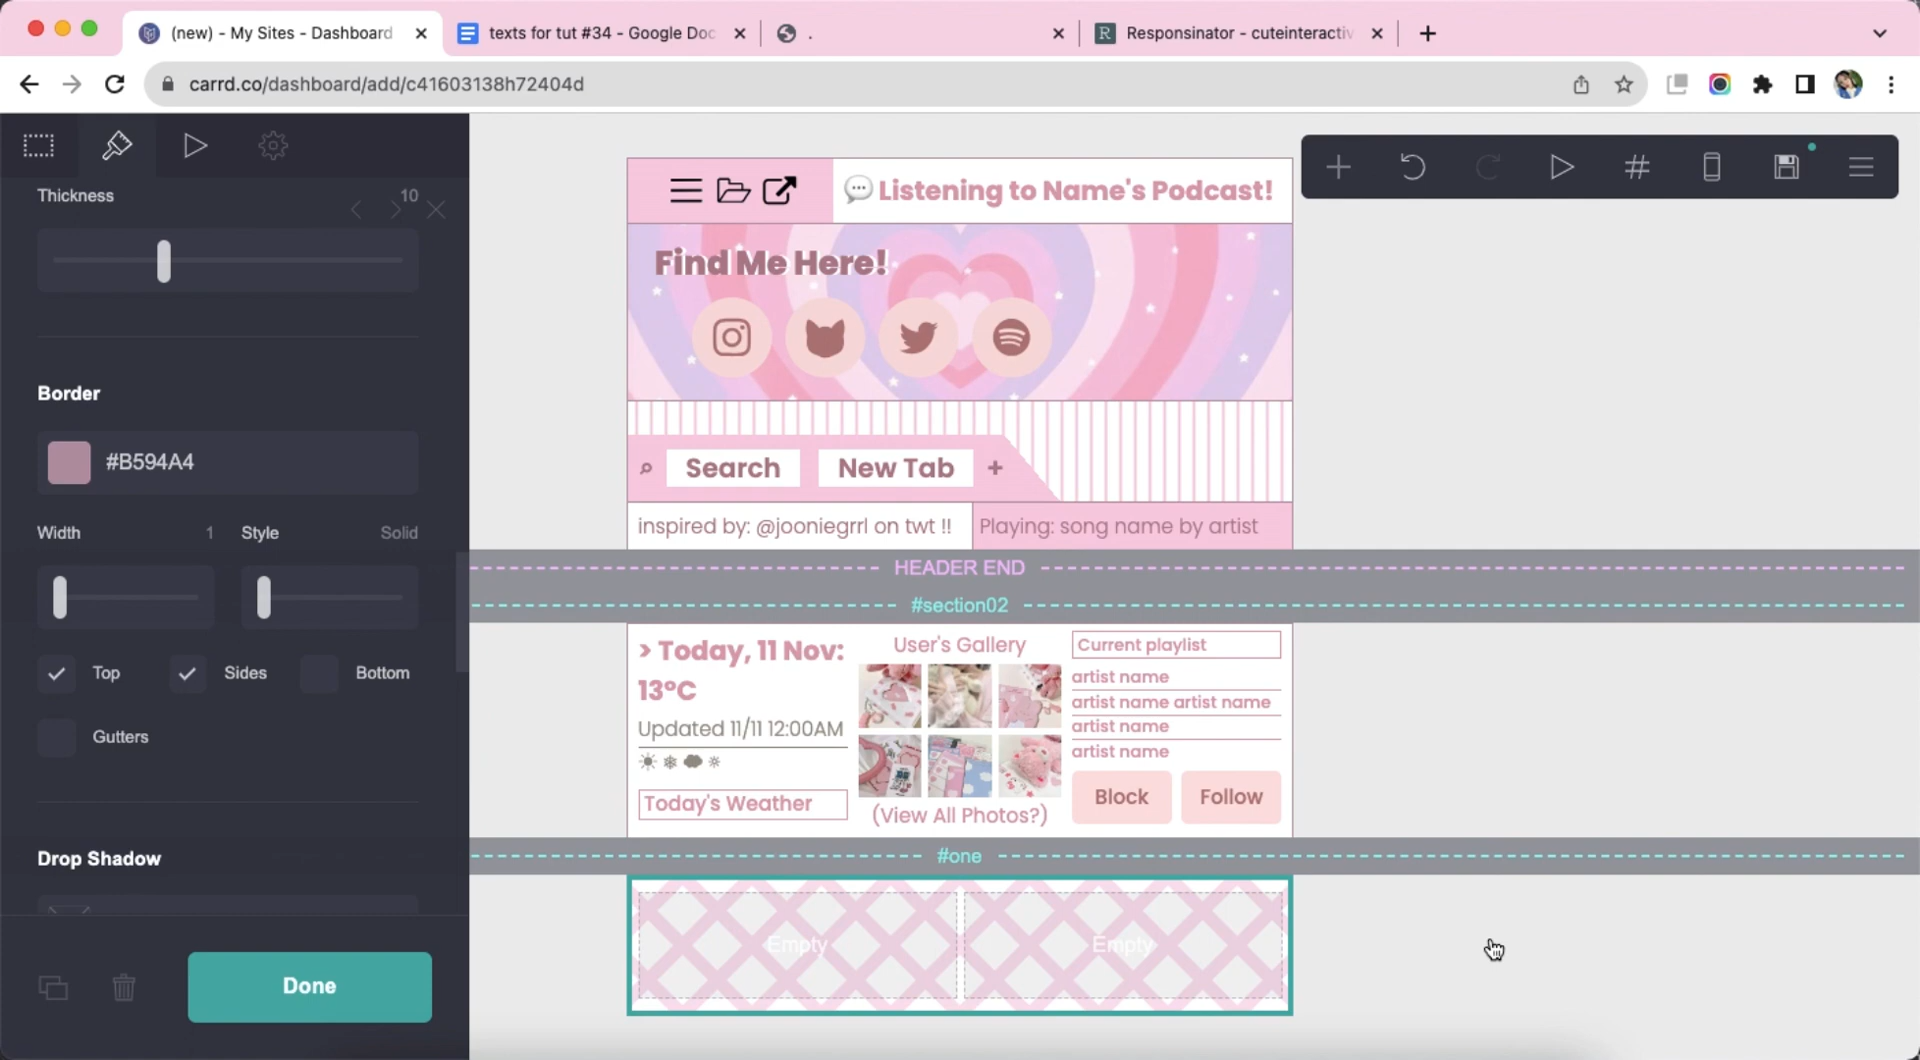 (new) - My Sites - Dashboard
texts for tut #34 - Google Doc
.
Responsinator - cuteinteractiv
carrd.co/dashboard/add/c41603138h72404d
Thickness
10
Border
#B594A4
Width
1
Style
Solid
Top
Sides
Bottom
Gutters
Drop Shadow
Done
Listening to Name's Podcast!
Find Me Here!
Search
New Tab
+
inspired by: @jooniegrrl on twt !!
Playing: song name by artist
HEADER END
#section02
> Today, 11 Nov:
13°C
Updated 11/11 12:00AM
Today's Weather
User's Gallery
(View All Photos?)
Current playlist
artist name
artist name artist name
artist name
artist name
Block
Follow
#one
Empty
Empty